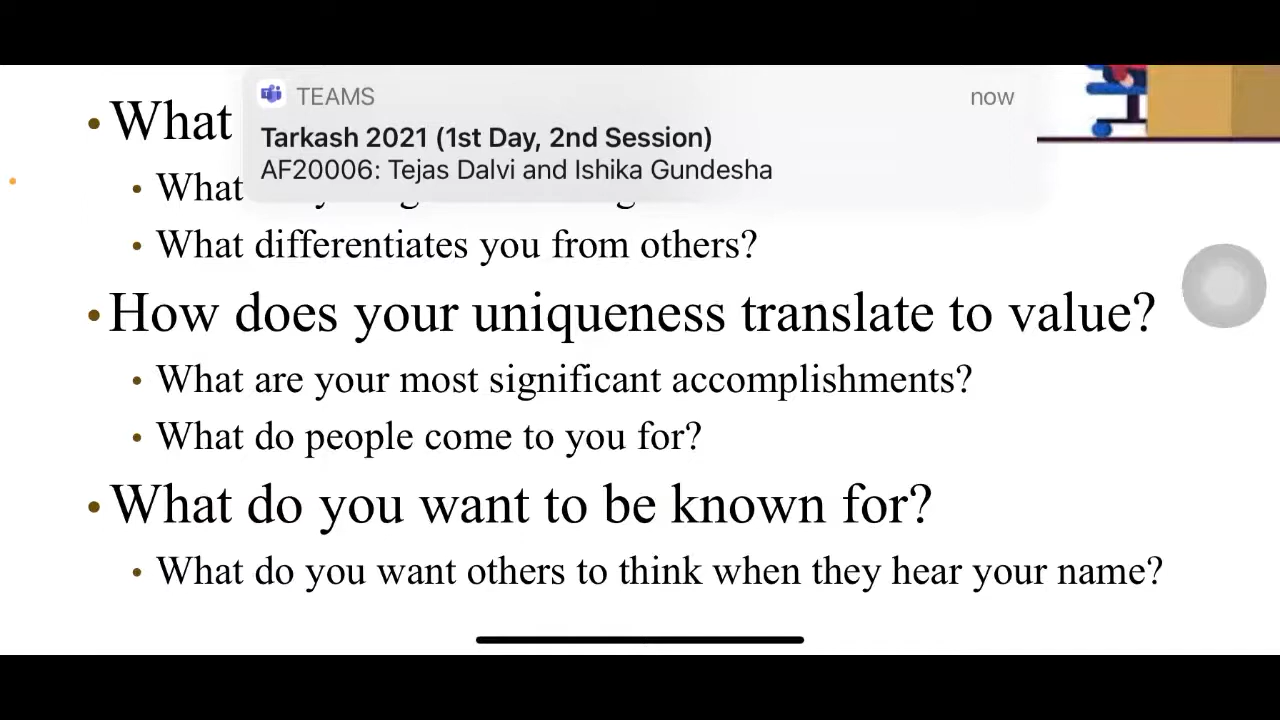 TEAMS now
Tarkash 2021 (1st Day, 2nd Session)
AF20006: Tejas Dalvi and Ishika Gundesha
• What
• What
• What differentiates you from others?
• How does your uniqueness translate to value?
• What are your most significant accomplishments?
• What do people come to you for?
• What do you want to be known for?
• What do you want others to think when they hear your name?